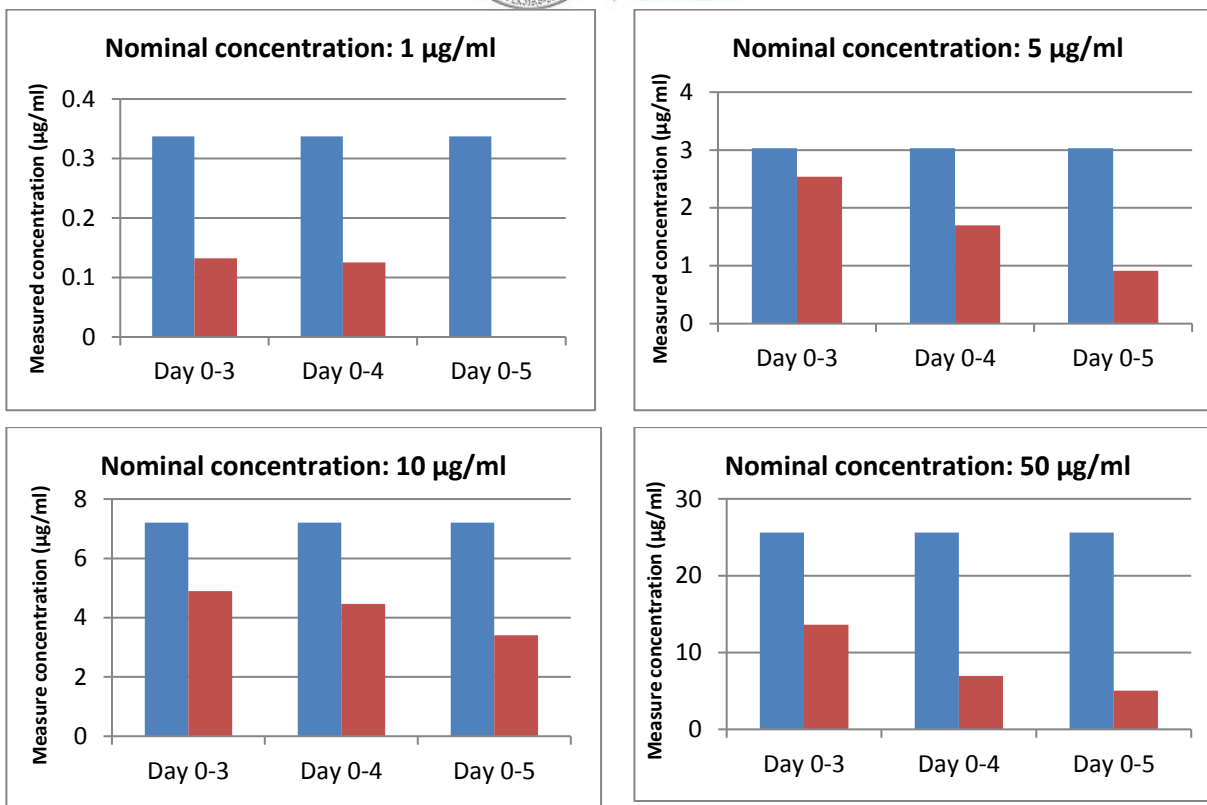 Nominal concentration: 1 µg/ml
Measured concentration (µg/ml)
0.4
0.3
0.2
0.1
0
Day 0-3 Day 0-4 Day 0-5
Nominal concentration: 5 µg/ml
Measured concentration (µg/ml)
4
3
2
1
0
Day 0-3 Day 0-4 Day 0-5
Nominal concentration: 10 µg/ml
Measure concentration (µg/ml)
8
6
4
2
0
Day 0-3 Day 0-4 Day 0-5
Nominal concentration: 50 µg/ml
Measure concentration (µg/ml)
30
20
10
0
Day 0-3 Day 0-4 Day 0-5